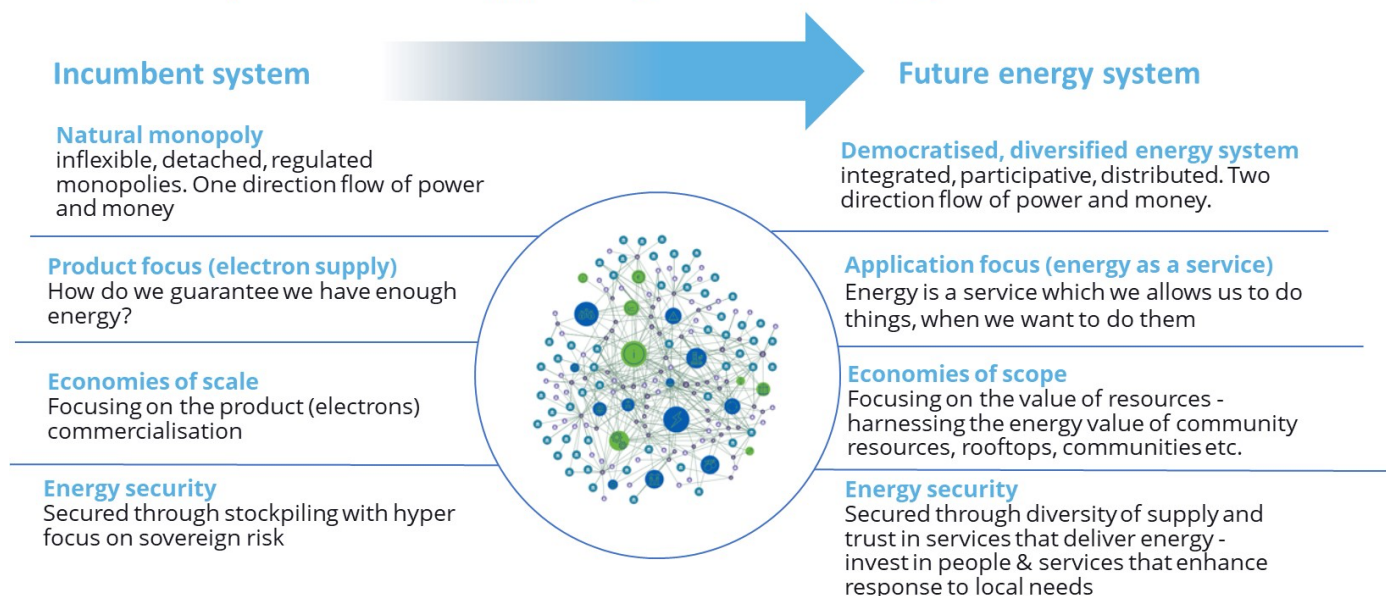 Incumbent system
Future energy system
Natural monopoly
inflexible, detached, regulated
monopolies. One direction flow of power
and money
Democratised, diversified energy system
integrated, participative, distributed. Two
direction flow of power and money.
Product focus (electron supply)
How do we guarantee we have enough
energy?
Application focus (energy as a service)
Energy is a service which we allows us to do
things, when we want to do them
Economies of scale
Focusing on the product (electrons)
commercialisation
Economies of scope
Focusing on the value of resources -
harnessing the energy value of community
resources, rooftops, communities etc.
Energy security
Secured through stockpiling with hyper
focus on sovereign risk
Energy security
Secured through diversity of supply and
trust in services that deliver energy -
invest in people & services that enhance
response to local needs